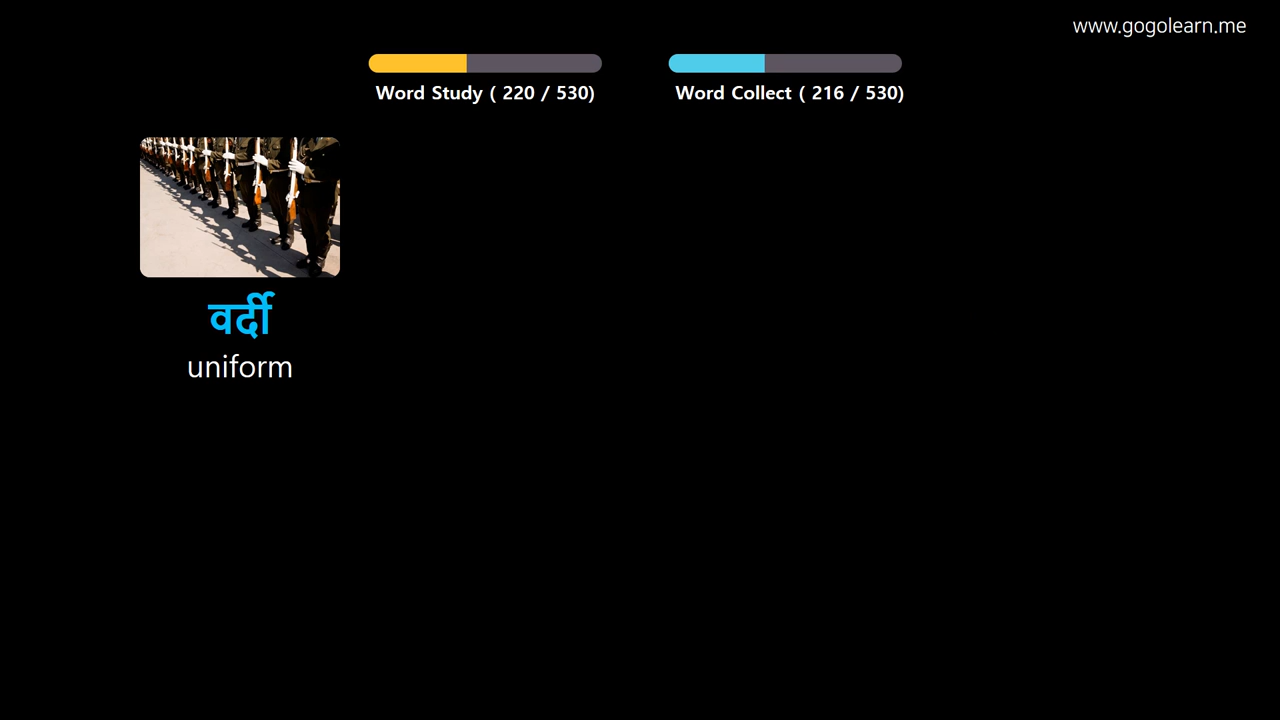 www.gogolearn.me
Word Study ( 220 / 530)
Word Collect ( 216 / 530)
वर्दी
uniform